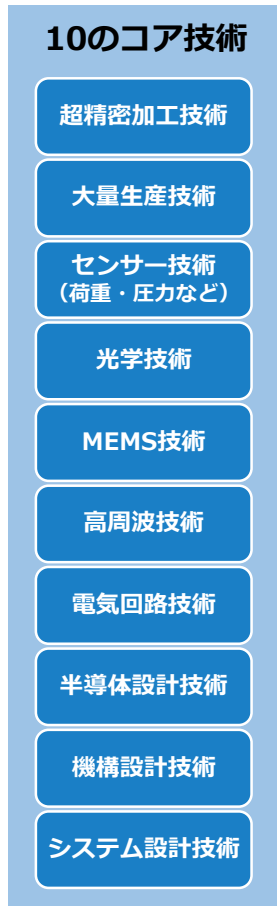 10のコア技術
超精密加工技術
大量生産技術
センサー技術
（荷重・圧力など）
光学技術
MEMS技術
高周波技術
電気回路技術
半導体設計技術
機構設計技術
システム設計技術